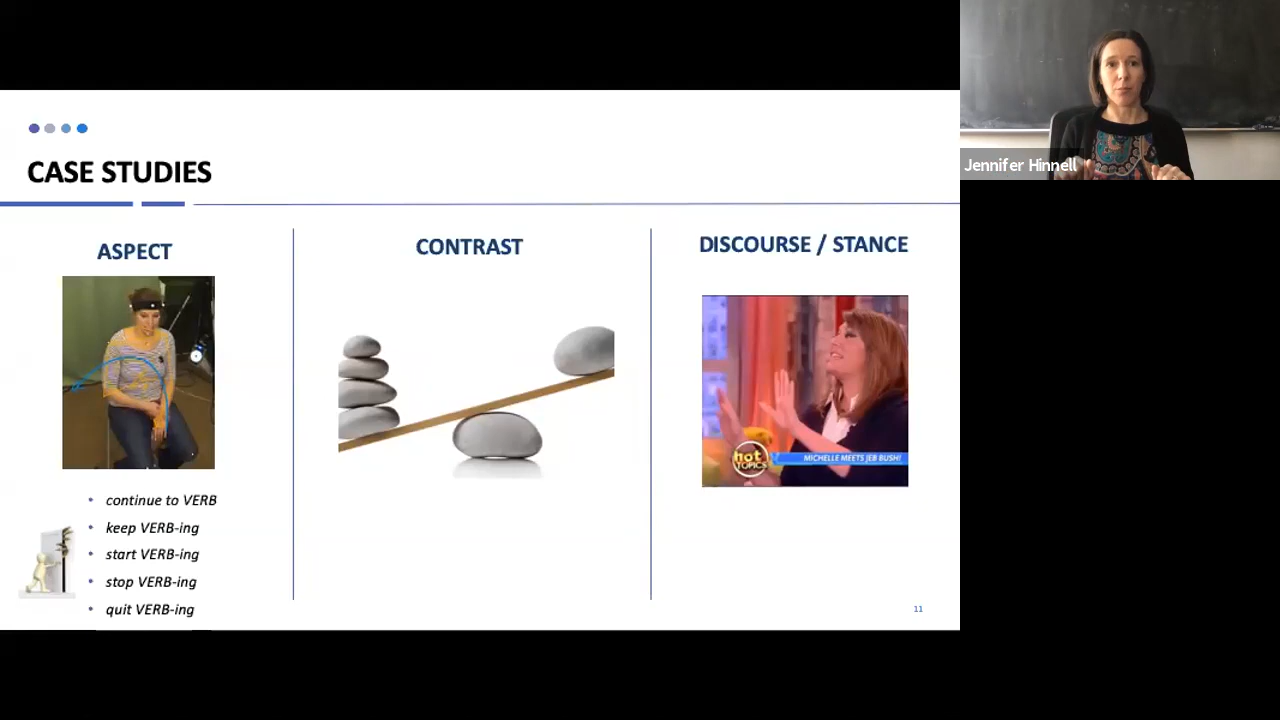 CASE STUDIES
ASPECT
continue to VERB
keep VERB-ing
start VERB-ing
stop VERB-ing
quit VERB-ing
CONTRAST
DISCOURSE / STANCE
hot
TOPICS
MICHELLE MEETS JEB BUSH!
11
Jennifer Hinnell